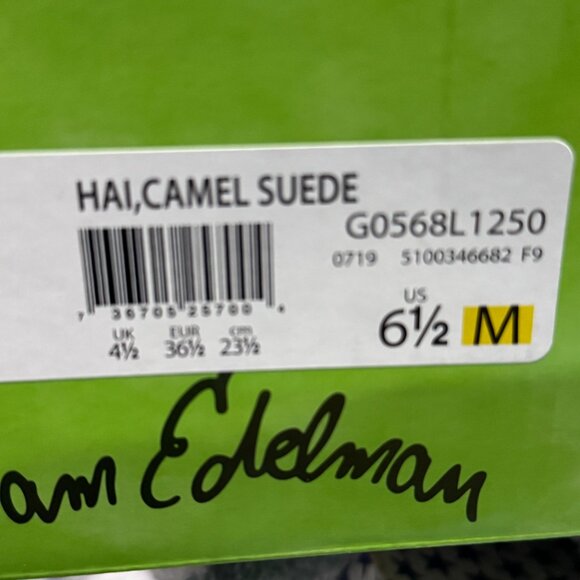 HAI,CAMEL SUEDE
G0568L1250
0719 5100346682 F9
UK EUR cm
4½ 36½ 23½
US
6½ M
am Edelman